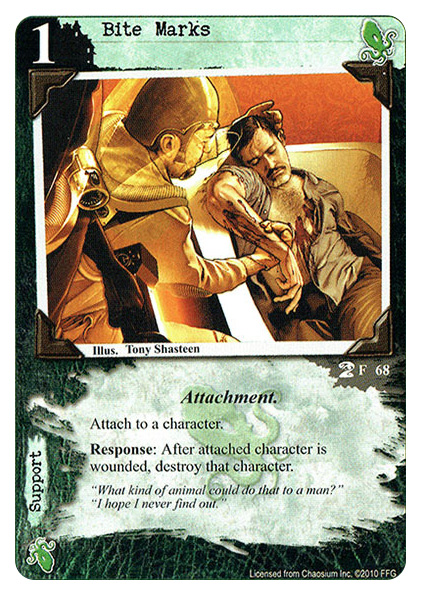 1
Bite Marks
Illus. Tony Shasteen
F 68
Attachment.
Attach to a character.
Response: After attached character is
wounded, destroy that character.
"What kind of animal could do that to a man?"
"I hope I never find out."
Support
Licensed from Chaosium Inc. ©2010 FFG